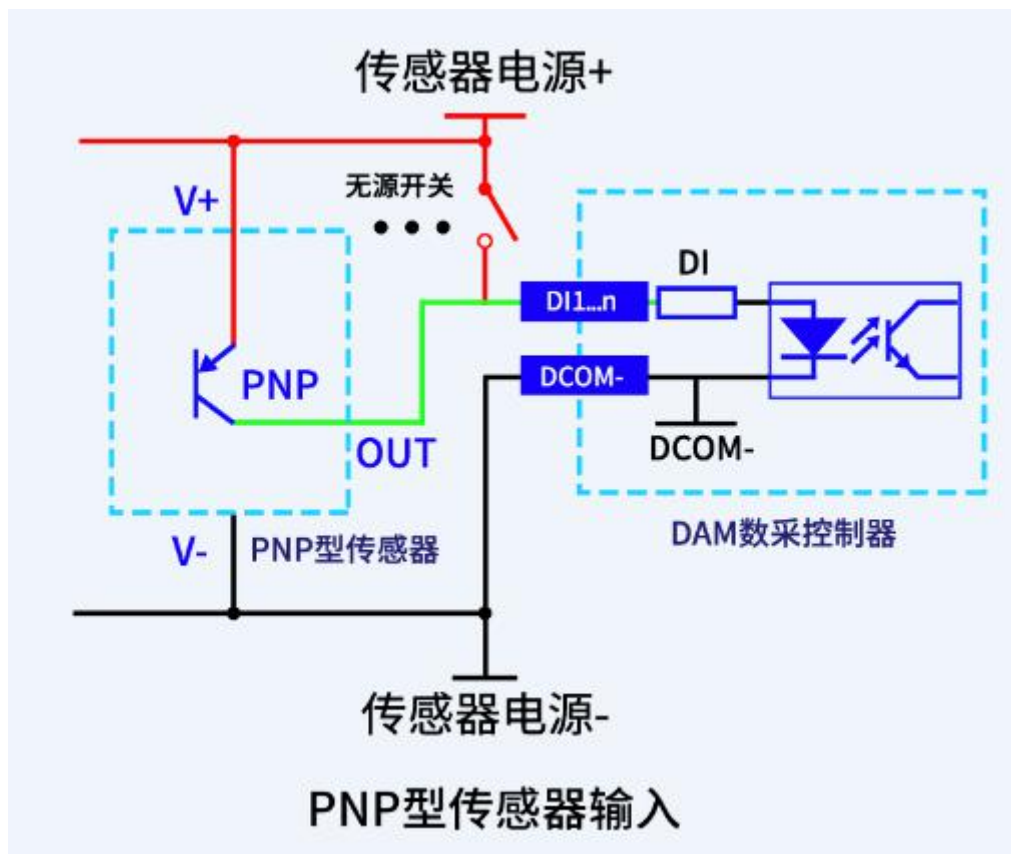 传感器电源+
无源开关
V+
DI
DI1...n
PNP
DCOM-
OUT
DCOM-
DAM数采控制器
V-
PNP型传感器
传感器电源-
PNP型传感器输入